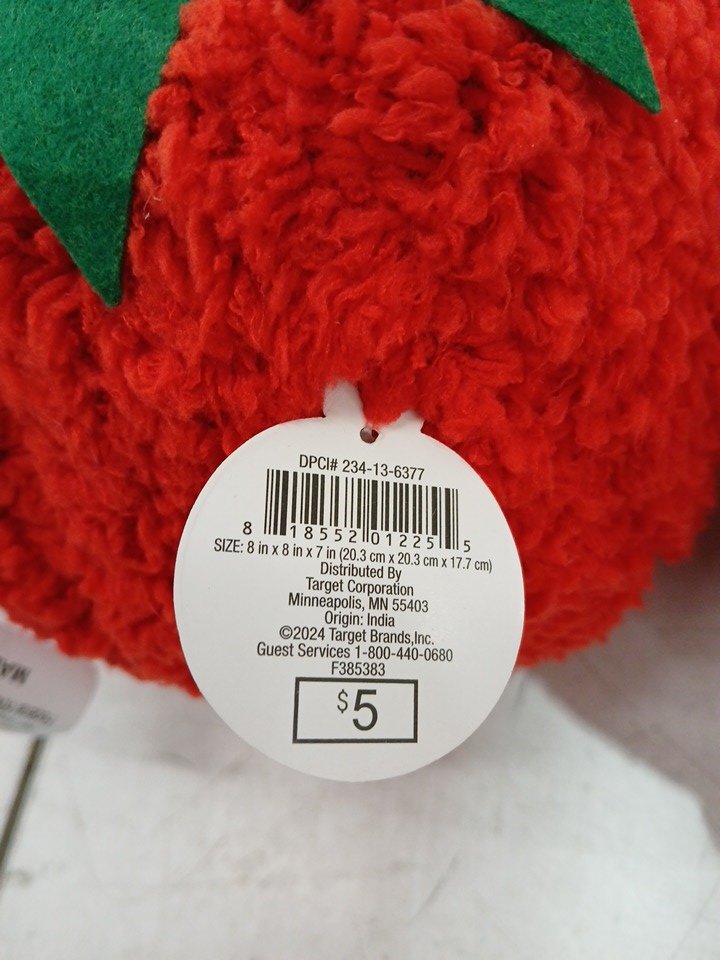 DPCI# 234-13-6377
8 18552 01225 5
SIZE: 8 in x 8 in x 7 in (20.3 cm x 20.3 cm x 17.7 cm)
Distributed By
Target Corporation
Minneapolis, MN 55403
Origin: India
©2024 Target Brands,Inc.
Guest Services 1-800-440-0680
F385383
$5